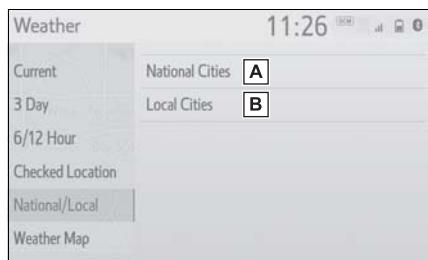 Weather 11:26 DCM
Current
National Cities A
3 Day
Local Cities B
6/12 Hour
Checked Location
National/Local
Weather Map